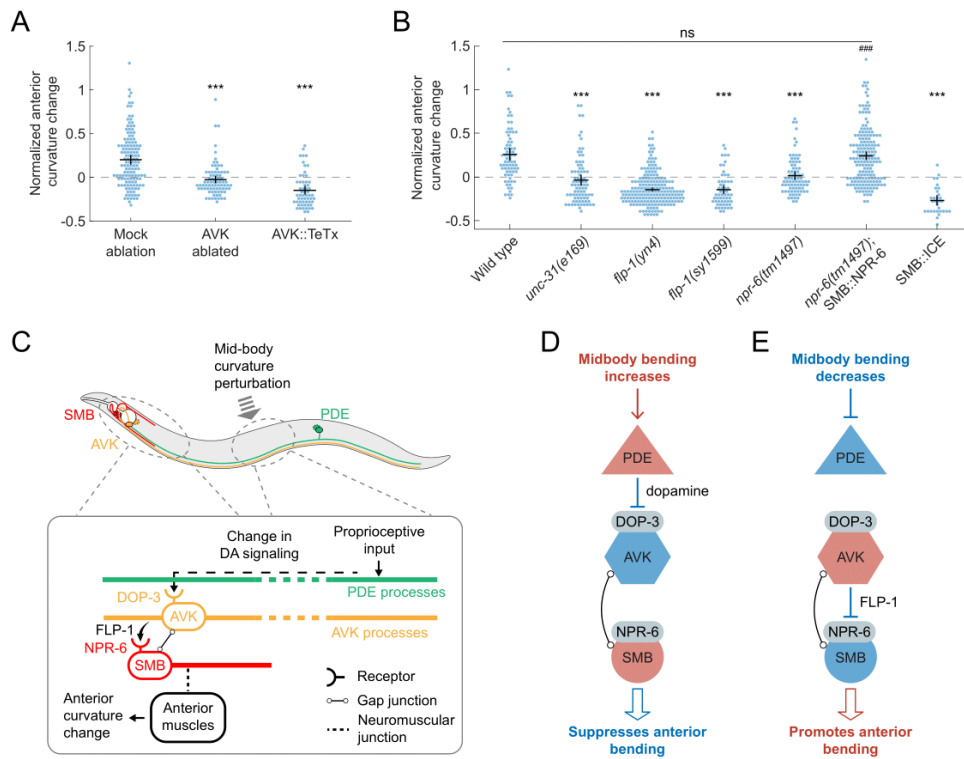 A
Normalized anterior
curvature change
1.5
1
0.5
0
-0.5
***
***
Mock
ablation
AVK
ablated
AVK::TeTx
B
Normalized anterior
curvature change
1.5
1
0.5
0
-0.5
ns
***
***
***
***
###
***
Wild type
unc-31(e169)
flp-1(yn4)
flp-1(sy1599)
npr-6(tm1497)
npr-6(tm1497);
SMB::NPR-6
SMB::ICE
C
Mid-body
curvature
perturbation
SMB
AVK
PDE
Change in
DA signaling
Proprioceptive
input
DOP-3
PDE processes
AVK
FLP-1
AVK processes
NPR-6
SMB
Anterior
curvature
change
Anterior
muscles
Receptor
Gap junction
Neuromuscular
junction
D
Midbody bending
increases
PDE
dopamine
DOP-3
AVK
NPR-6
SMB
Suppresses anterior
bending
E
Midbody bending
decreases
PDE
DOP-3
AVK
FLP-1
NPR-6
SMB
Promotes anterior
bending